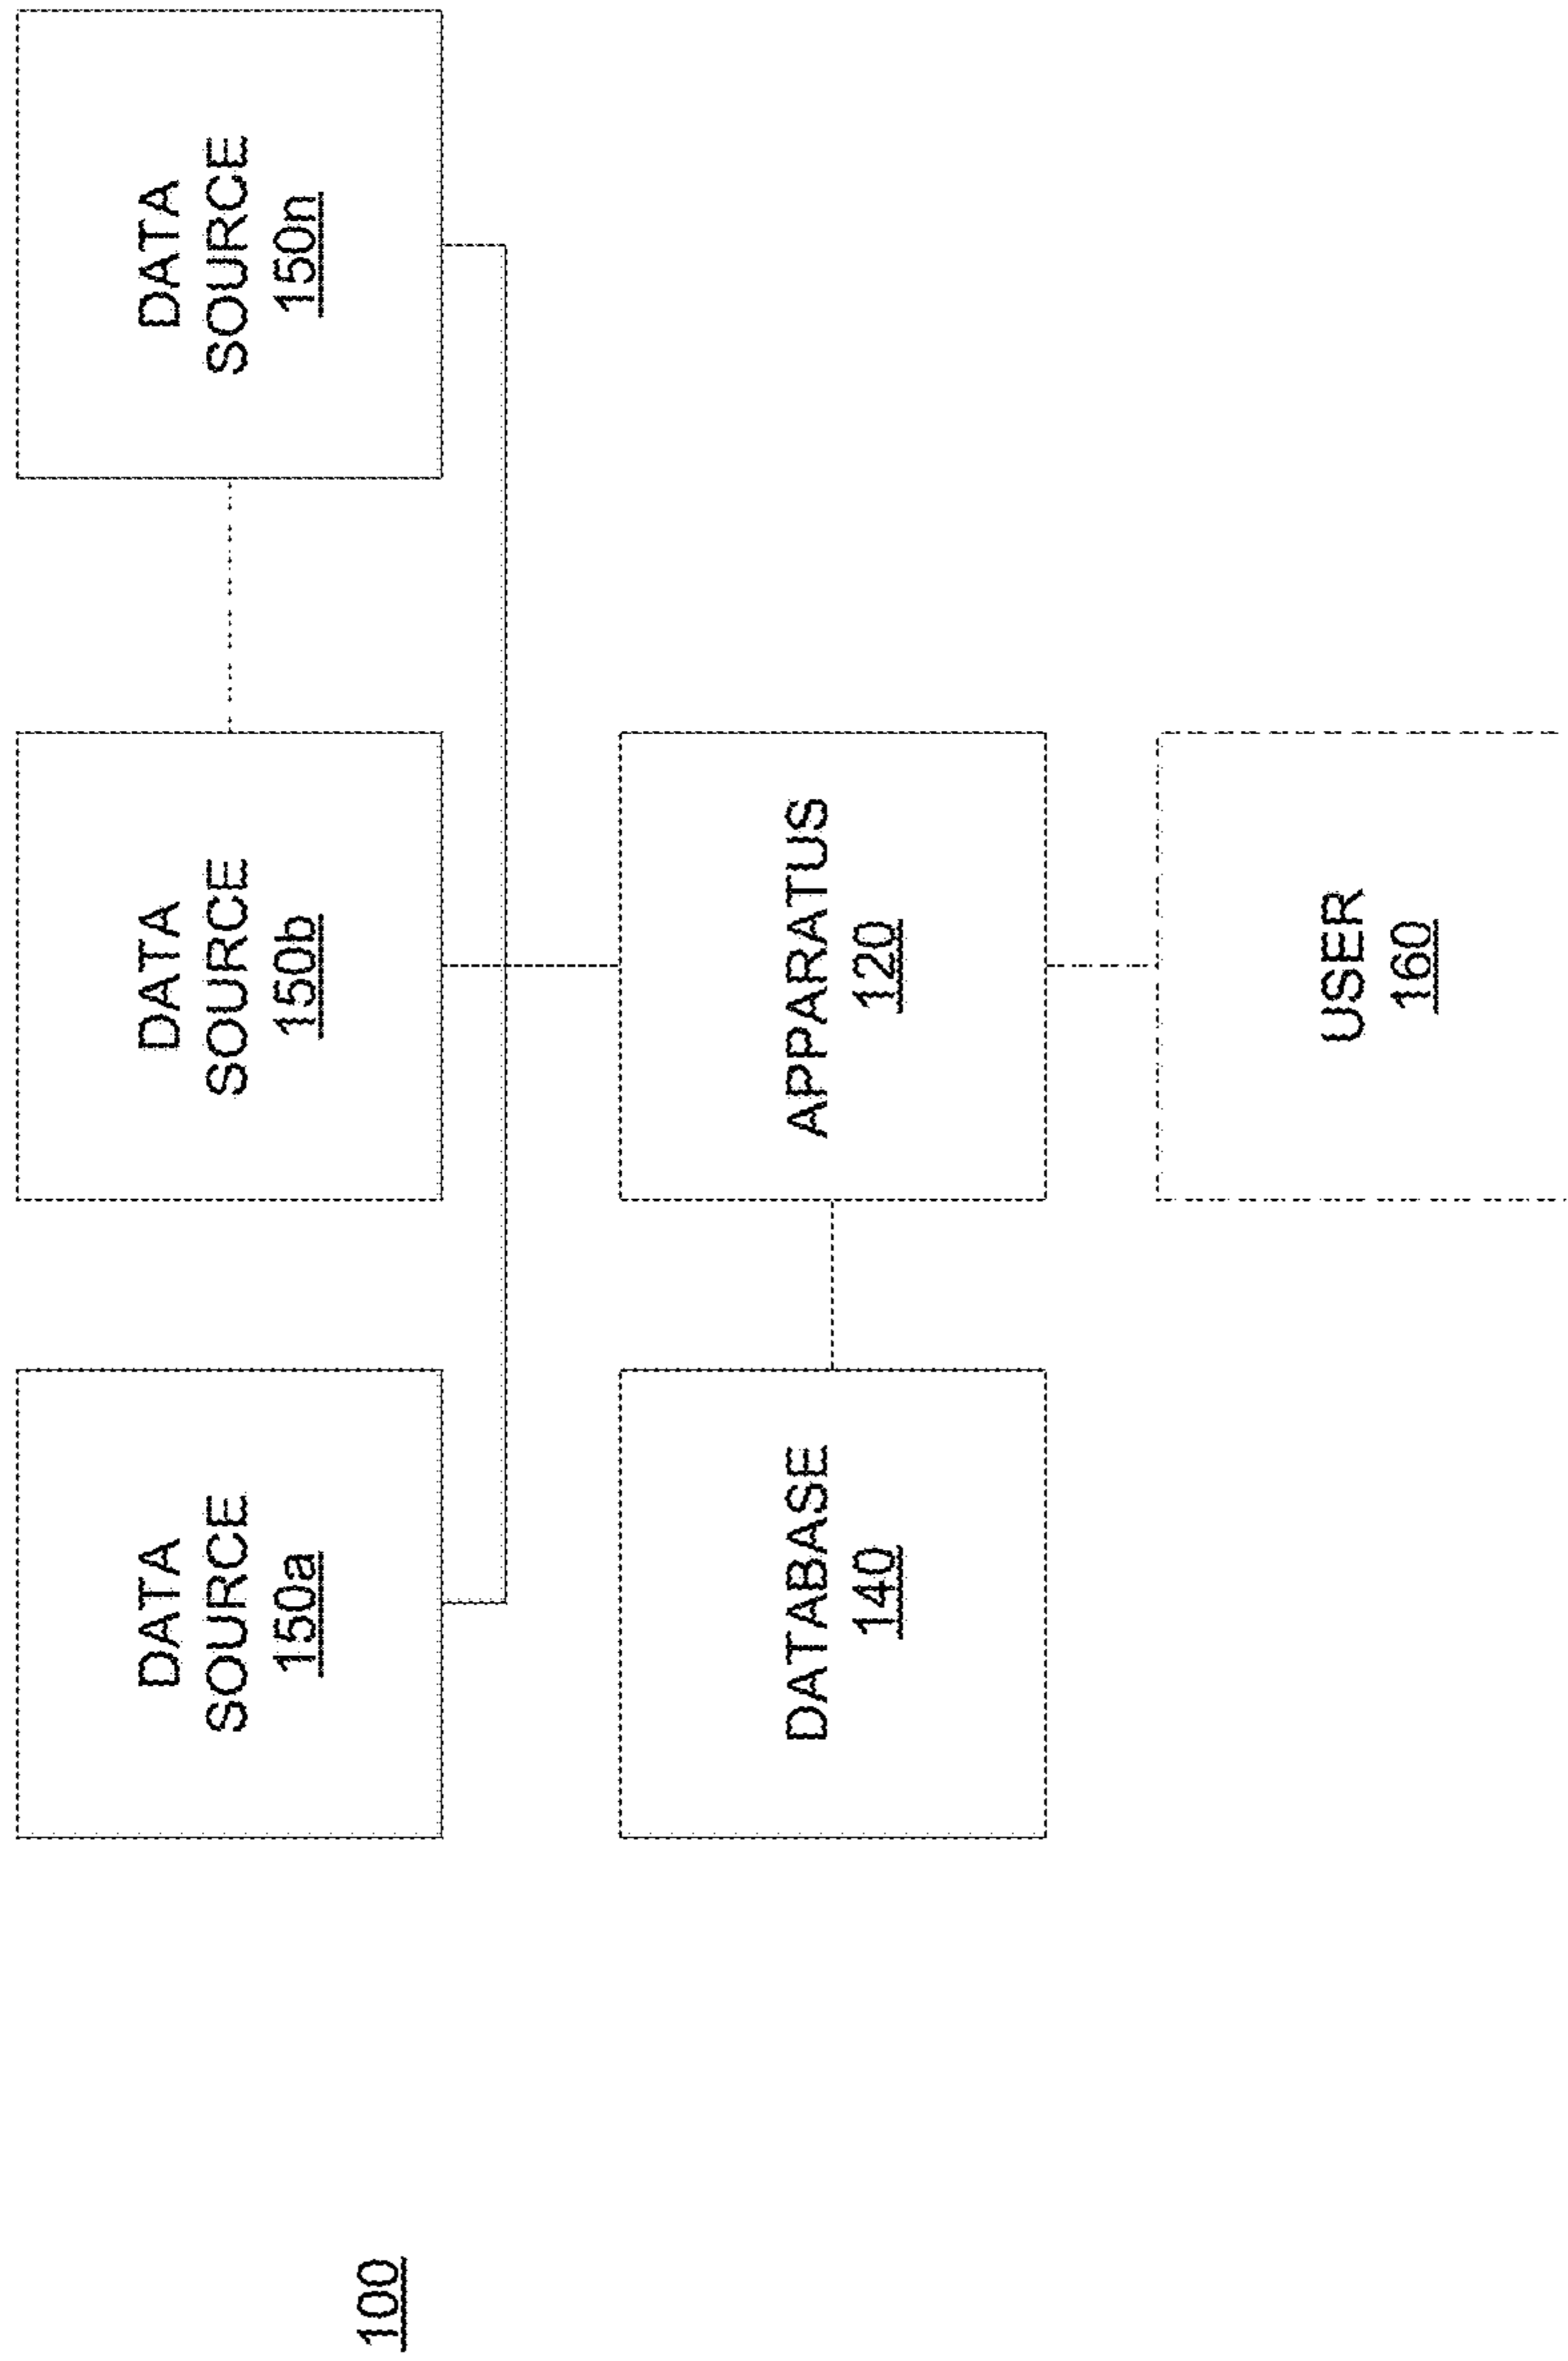 100
DATA
SOURCE
150a
DATA
SOURCE
150b
DATA
SOURCE
150n
DATABASE
140
APPARATUS
120
USER
160